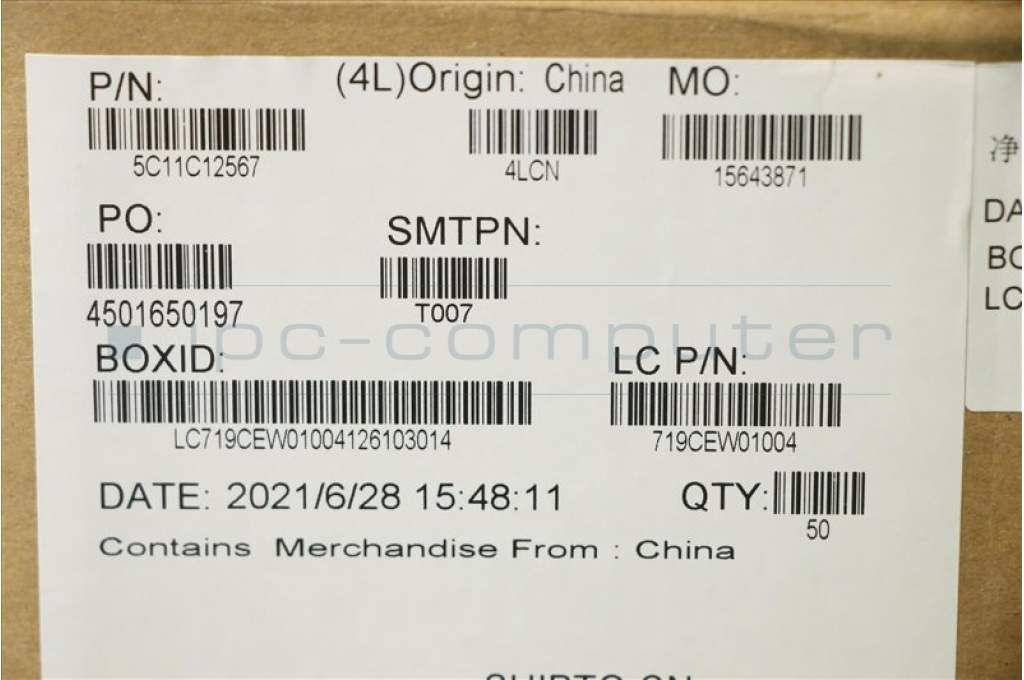 P/N: (4L)Origin: China MO:
5C11C12567 4LCN 15643871
PO: SMTPN:
4501650197 T007
ipc-computer
BOXID: LC P/N:
LC719CEW01004126103014 719CEW01004
DATE: 2021/6/28 15:48:11 QTY:
50
Contains Merchandise From : China
净
DA
BC
LC